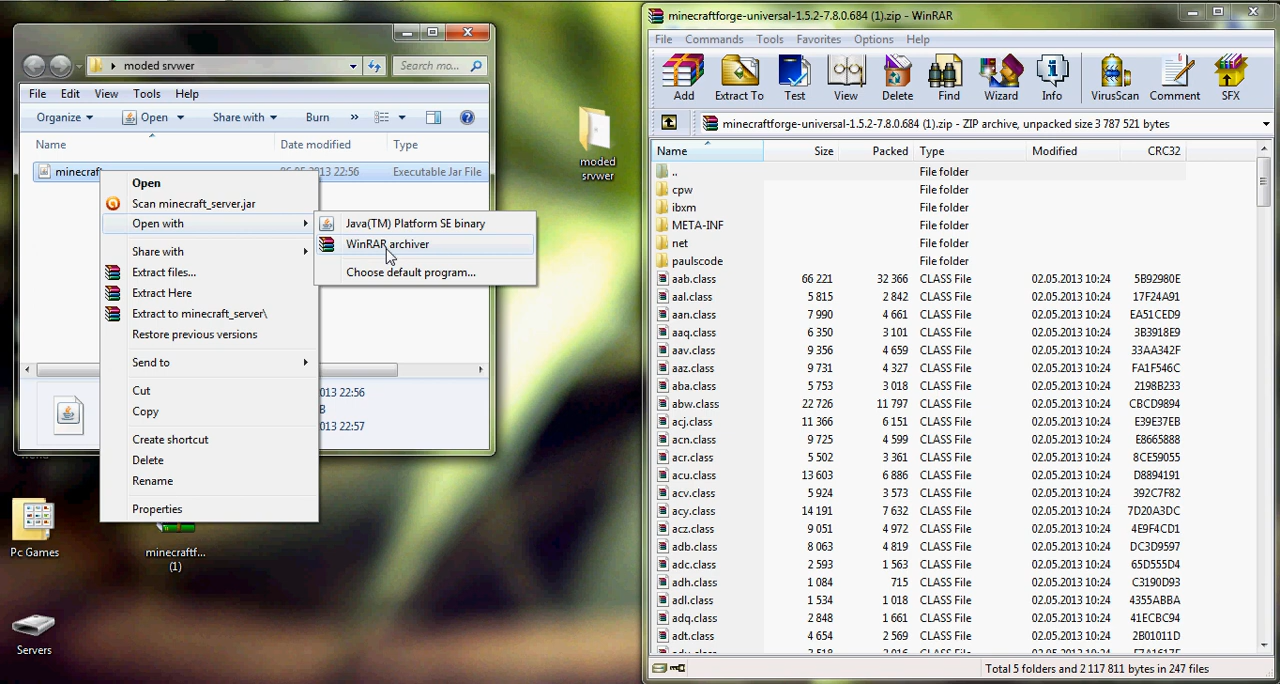 moded srvwer
Search mo...
File Edit View Tools Help
Organize Open Share with Burn »
Name Date modified Type
06.05.2013 22:56 Executable Jar File
Open
Scan minecraft_server.jar
Open with
Share with
Extract files...
Extract Here
Extract to minecraft_server\
Restore previous versions
Send to
Cut
Copy
Create shortcut
Delete
Rename
Properties
Java(TM) Platform SE binary
WinRAR archiver
Choose default program...
013 22:56
B
013 22:57
moded
srvwer
Pc Games
minecraftf...
(1)
Servers
minecraftforge-universal-1.5.2-7.8.0.684 (1).zip - WinRAR
File Commands Tools Favorites Options Help
Add Extract To Test View Delete Find Wizard Info VirusScan Comment SFX
minecraftforge-universal-1.5.2-7.8.0.684 (1).zip - ZIP archive, unpacked size 3 787 521 bytes
Name Size Packed Type Modified CRC32
.. File folder
cpw File folder
ibxm File folder
META-INF File folder
net File folder
paulscode File folder
aab.class 66 221 32 366 CLASS File 02.05.2013 10:24 5B92980E
aal.class 5 815 2 842 CLASS File 02.05.2013 10:24 17F24A91
aan.class 7 990 4 661 CLASS File 02.05.2013 10:24 EA51CED9
aaq.class 6 350 3 101 CLASS File 02.05.2013 10:24 3B3918E9
aav.class 9 356 4 659 CLASS File 02.05.2013 10:24 33AA342F
aaz.class 9 731 4 327 CLASS File 02.05.2013 10:24 FA1F546C
aba.class 5 753 3 018 CLASS File 02.05.2013 10:24 2198B233
abw.class 22 726 11 797 CLASS File 02.05.2013 10:24 CBCD9894
acj.class 11 366 6 151 CLASS File 02.05.2013 10:24 E39E37EB
acn.class 9 725 4 599 CLASS File 02.05.2013 10:24 E8665888
acr.class 5 502 3 361 CLASS File 02.05.2013 10:24 8CE59055
acu.class 13 603 6 886 CLASS File 02.05.2013 10:24 D8894191
acv.class 5 924 3 573 CLASS File 02.05.2013 10:24 392C7F82
acy.class 14 191 7 632 CLASS File 02.05.2013 10:24 7D20A3DC
acz.class 9 051 4 972 CLASS File 02.05.2013 10:24 4E9F4CD1
adb.class 8 063 4 819 CLASS File 02.05.2013 10:24 DC3D9597
adc.class 2 593 1 563 CLASS File 02.05.2013 10:24 65D555D4
adh.class 1 084 715 CLASS File 02.05.2013 10:24 C3190D93
adl.class 1 534 1 018 CLASS File 02.05.2013 10:24 4355ABBA
adq.class 2 848 1 661 CLASS File 02.05.2013 10:24 41ECBC94
adt.class 4 654 2 569 CLASS File 02.05.2013 10:24 2B01011D
Total 5 folders and 2 117 811 bytes in 247 files